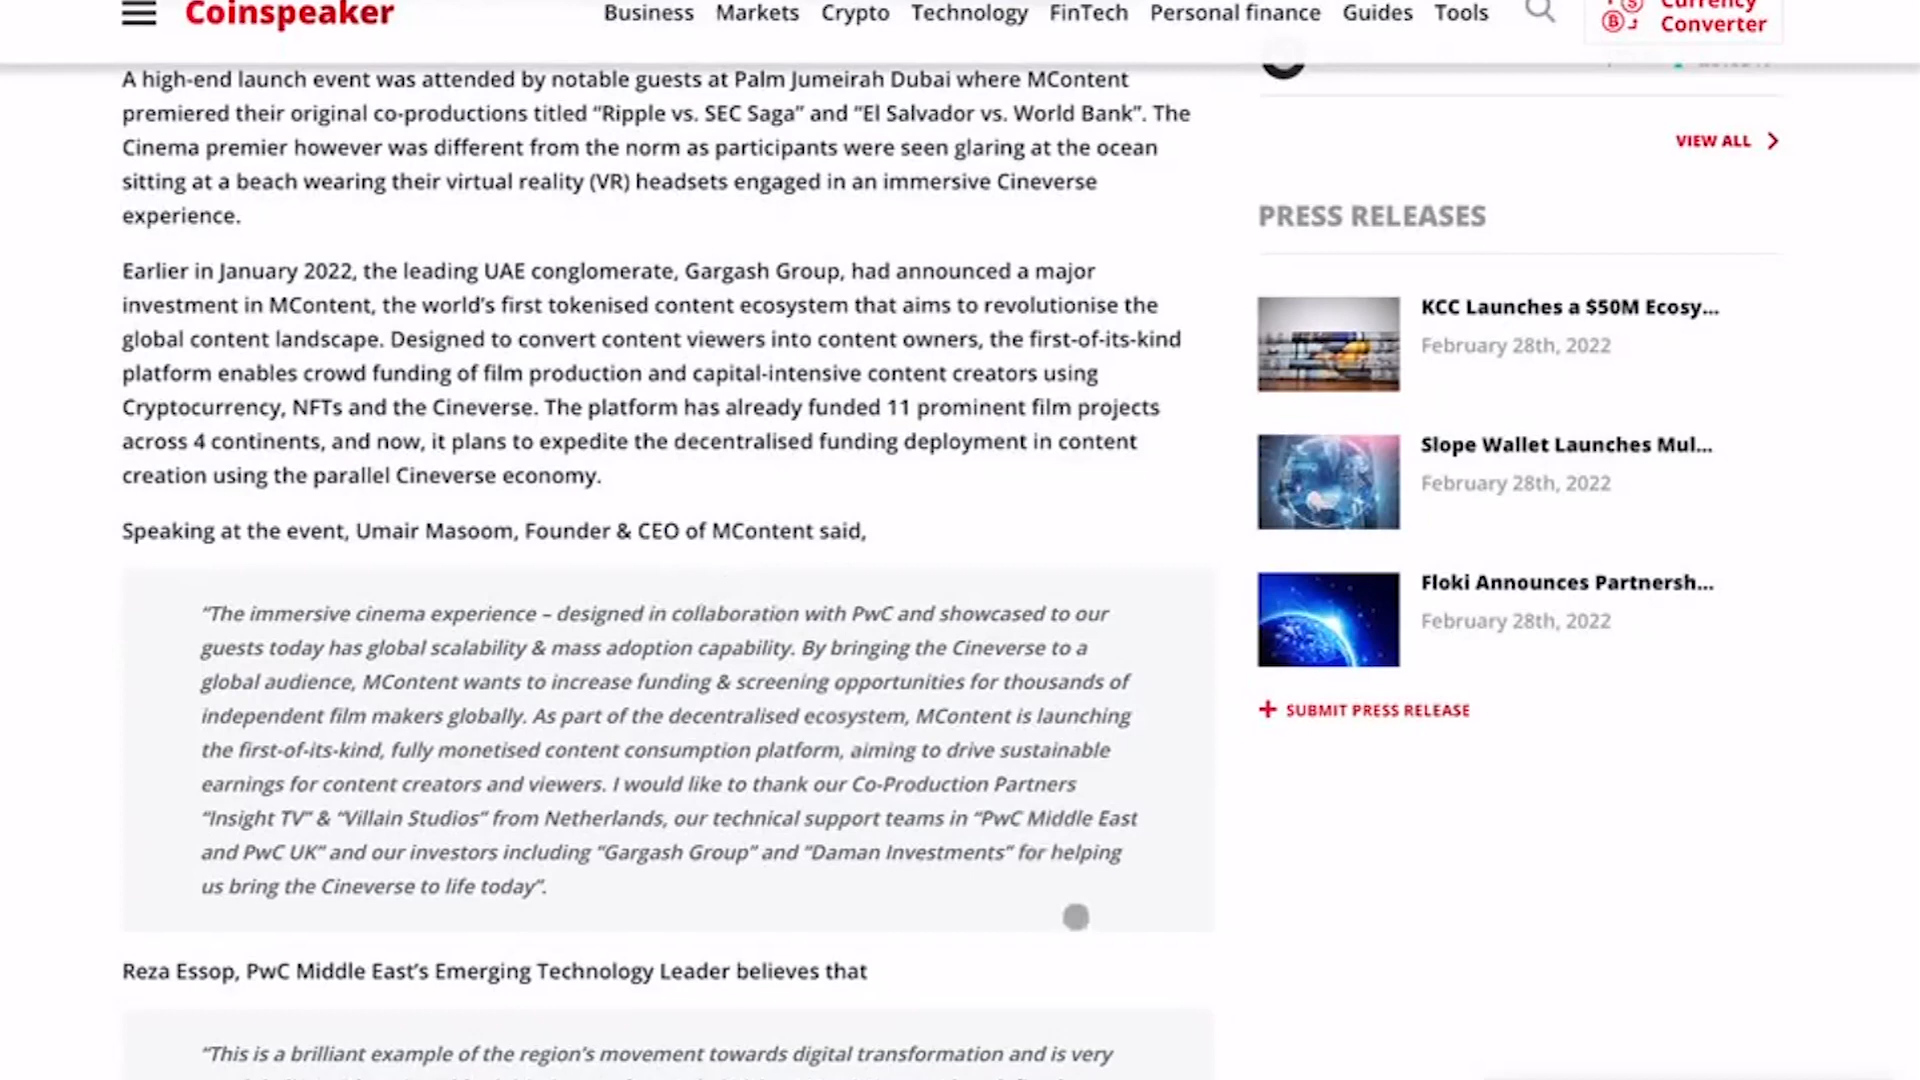 Coinspeaker
Business Markets Crypto Technology FinTech Personal finance Guides Tools
Currency
Converter
A high-end launch event was attended by notable guests at Palm Jumeirah Dubai where MContent
premiered their original co-productions titled “Ripple vs. SEC Saga” and “El Salvador vs. World Bank”. The
Cinema premier however was different from the norm as participants were seen glaring at the ocean
sitting at a beach wearing their virtual reality (VR) headsets engaged in an immersive Cineverse
experience.
Earlier in January 2022, the leading UAE conglomerate, Gargash Group, had announced a major
investment in MContent, the world’s first tokenised content ecosystem that aims to revolutionise the
global content landscape. Designed to convert content viewers into content owners, the first-of-its-kind
platform enables crowd funding of film production and capital-intensive content creators using
Cryptocurrency, NFTs and the Cineverse. The platform has already funded 11 prominent film projects
across 4 continents, and now, it plans to expedite the decentralised funding deployment in content
creation using the parallel Cineverse economy.
Speaking at the event, Umair Masoom, Founder & CEO of MContent said,
“The immersive cinema experience – designed in collaboration with PwC and showcased to our
guests today has global scalability & mass adoption capability. By bringing the Cineverse to a
global audience, MContent wants to increase funding & screening opportunities for thousands of
independent film makers globally. As part of the decentralised ecosystem, MContent is launching
the first-of-its-kind, fully monetised content consumption platform, aiming to drive sustainable
earnings for content creators and viewers. I would like to thank our Co-Production Partners
“Insight TV” & “Villain Studios” from Netherlands, our technical support teams in “PwC Middle East
and PwC UK” and our investors including “Gargash Group” and “Daman Investments” for helping
us bring the Cineverse to life today”.
Reza Essop, PwC Middle East’s Emerging Technology Leader believes that
“This is a brilliant example of the region’s movement towards digital transformation and is very
VIEW ALL
PRESS RELEASES
KCC Launches a $50M Ecosy...
February 28th, 2022
Slope Wallet Launches Mul...
February 28th, 2022
Floki Announces Partnersh...
February 28th, 2022
+ SUBMIT PRESS RELEASE